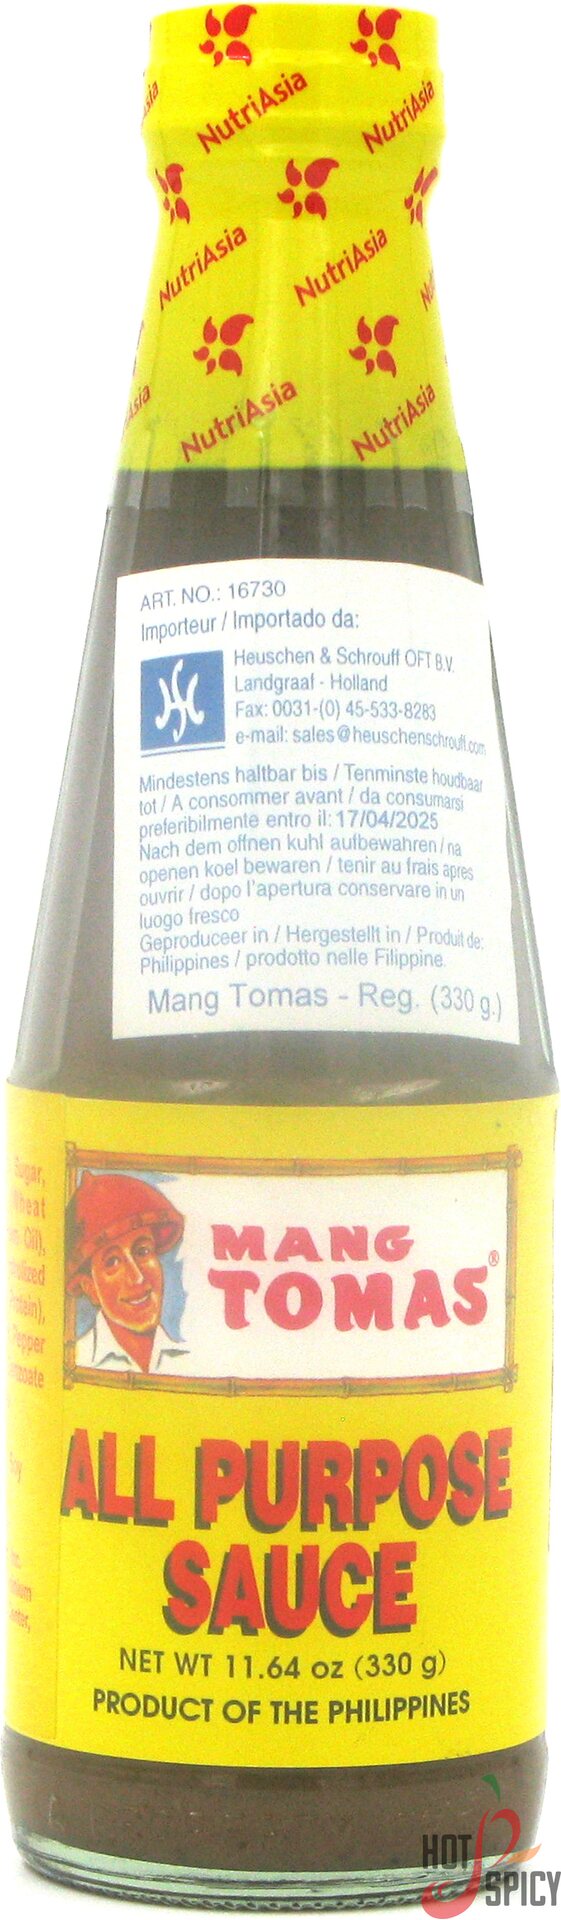 NutriAsia
NutriAsia
NutriAsia
NutriAsia
NutriAsia
NutriAsia
ART. NO.: 16730
Importeur / Importado da:
Heuschen & Schrouff OFT B.V.
Landgraaf - Holland
Fax: 0031-(0) 45-533-8283
e-mail: sales@heuschenschrouff.com
Mindestens haltbar bis / Tenminste houdbaar
tot / A consommer avant / da consumarsi
preferibilmente entro il: 17/04/2025
Nach dem offnen kuhl aufbewahren / na
openen koel bewaren / tenir au frais apres
ouvrir / dopo l'apertura conservare in un
luogo fresco
Geproduceer in / Hergestellt in / Produit de:
Philippines / prodotto nelle Filippine.
Mang Tomas - Reg. (330 g.)
Sugar,
Pepper
MANG
TOMAS®
ALL PURPOSE
SAUCE
NET WT 11.64 oz (330 g)
PRODUCT OF THE PHILIPPINES
HOT
SPICY